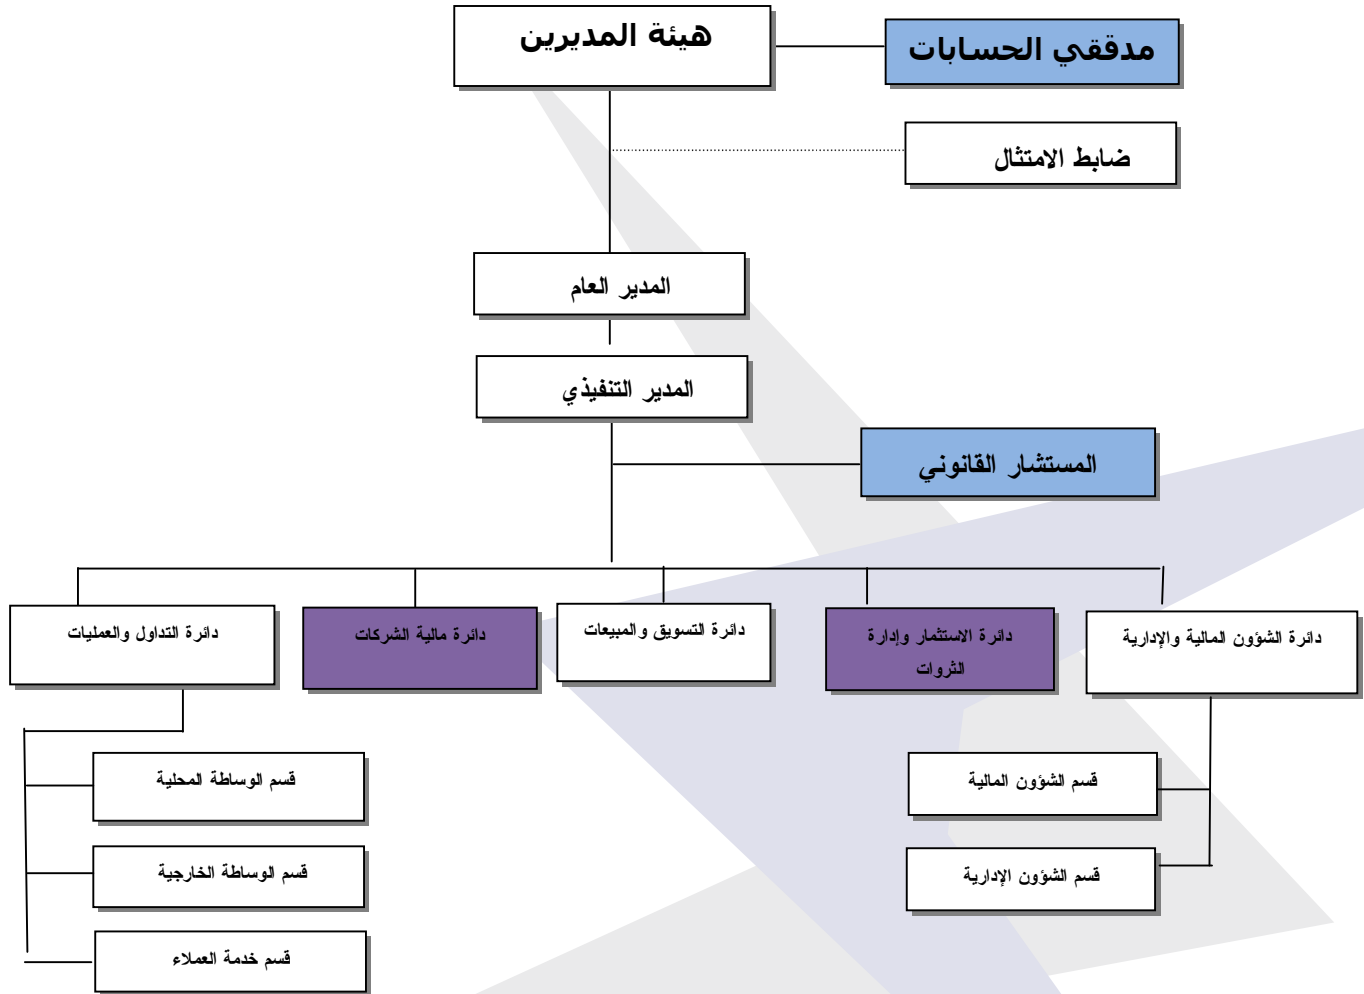 هيئة المديرين
مدققي الحسابات
ضابط الامتثال
المدير العام
المدير التنفيذي
المستشار القانوني
دائرة الشؤون المالية والإدارية
دائرة الاستثمار وإدارة
الثروات
دائرة التسويق والمبيعات
دائرة مالية الشركات
دائرة التداول والعمليات
قسم الشؤون المالية
قسم الشؤون الإدارية
قسم الوساطة المحلية
قسم الوساطة الخارجية
قسم خدمة العملاء